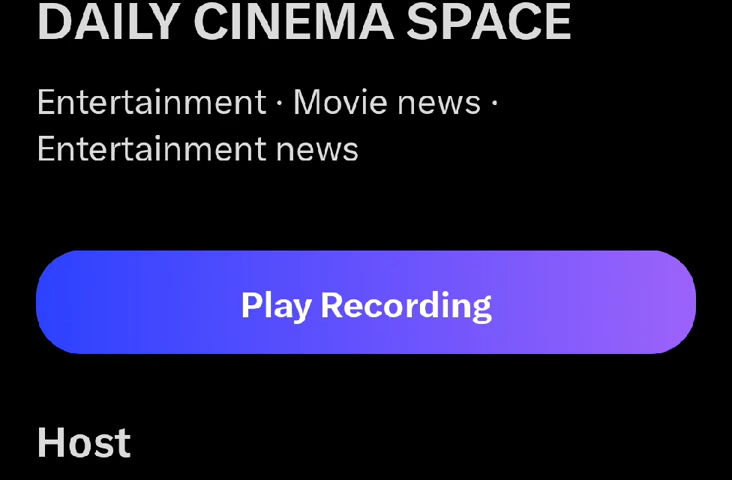 DAILY CINEMA SPACE
Entertainment · Movie news ·
Entertainment news
Play Recording
Host